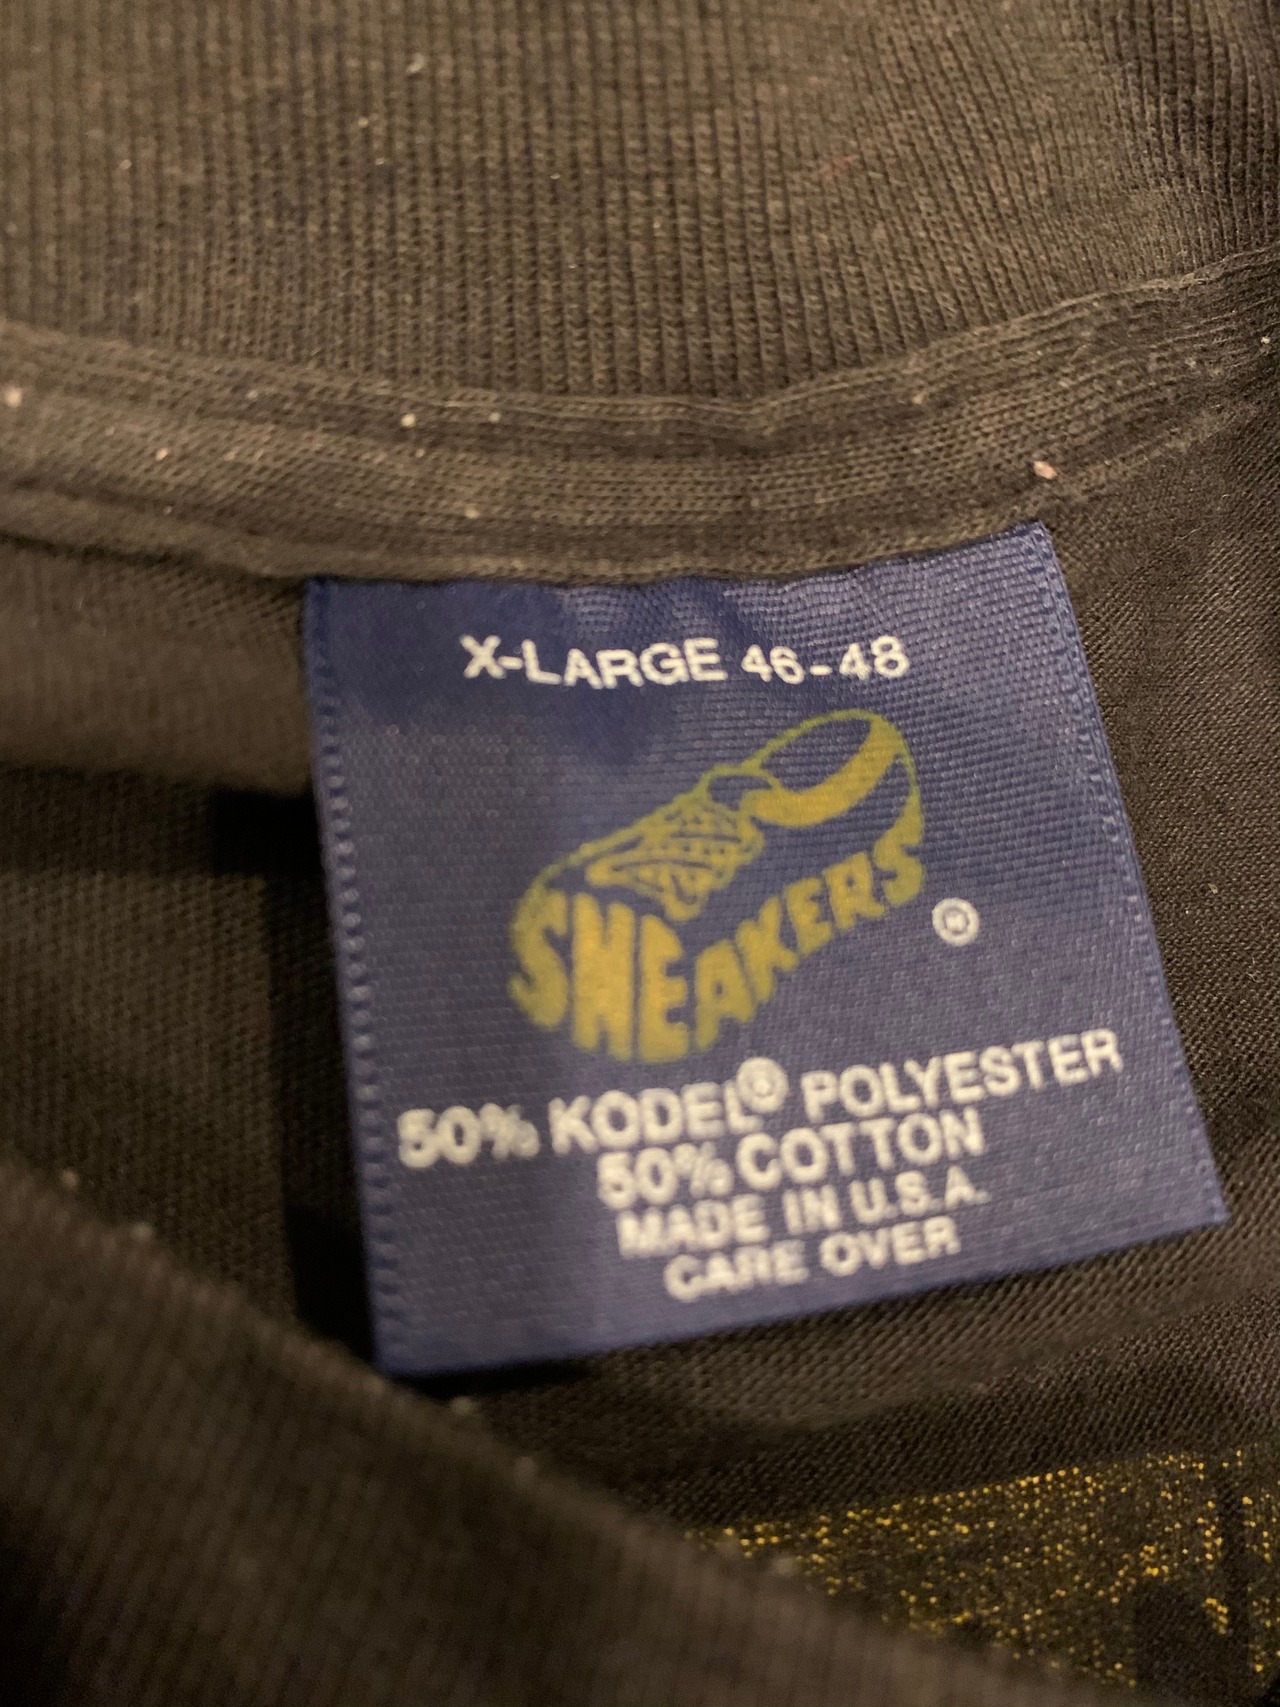 X-LARGE 46-48
SNEAKERS ®
50% KODEL® POLYESTER
50% COTTON
MADE IN U.S.A.
CARE OVER